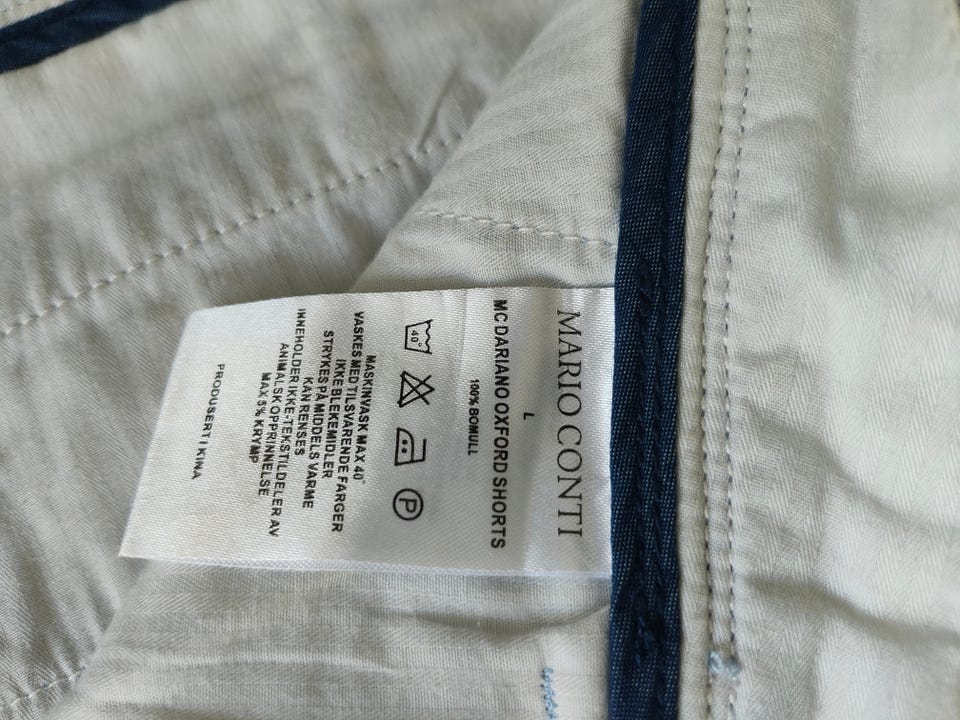 MARIO CONTI
L
MC DARIANO OXFORD SHORTS
100% BOMULL
40°
P
MASKINVASK MAX 40°
VASKES MED TILSVARENDE FARGER
IKKE BLEKEMIDLER
STRYKES PÅ MIDDELS VARME
KAN RENSES
INNEHOLDER IKKE-TEKSTILDELER AV
ANIMALSK OPPRINNELSE
MAX 5% KRYMP
PRODUSERT I KINA